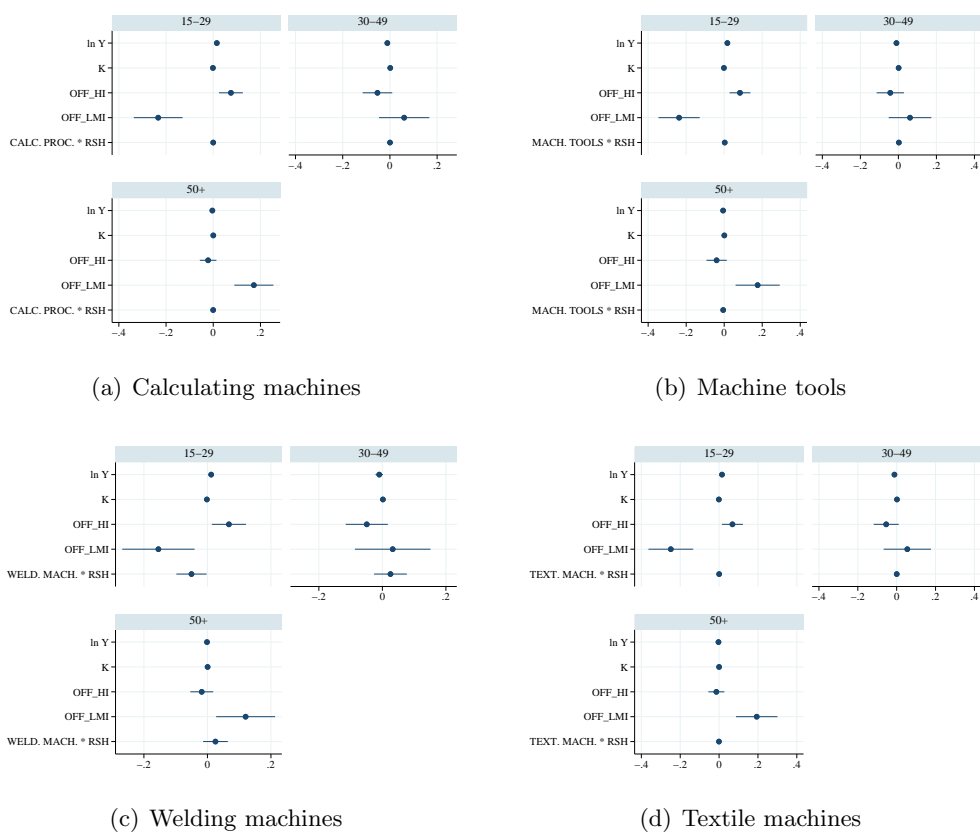 15–29 30–49
ln Y
K
OFF_HI
OFF_LMI
CALC. PROC. * RSH
–.4 –.2 0 .2
50+
ln Y
K
OFF_HI
OFF_LMI
CALC. PROC. * RSH
–.4 –.2 0 .2
(a) Calculating machines
15–29 30–49
ln Y
K
OFF_HI
OFF_LMI
MACH. TOOLS * RSH
–.4 –.2 0 .2 .4
50+
ln Y
K
OFF_HI
OFF_LMI
MACH. TOOLS * RSH
–.4 –.2 0 .2 .4
(b) Machine tools
15–29 30–49
ln Y
K
OFF_HI
OFF_LMI
WELD. MACH. * RSH
–.2 0 .2
50+
ln Y
K
OFF_HI
OFF_LMI
WELD. MACH. * RSH
–.2 0 .2
(c) Welding machines
15–29 30–49
ln Y
K
OFF_HI
OFF_LMI
TEXT. MACH. * RSH
–.4 –.2 0 .2 .4
50+
ln Y
K
OFF_HI
OFF_LMI
TEXT. MACH. * RSH
–.4 –.2 0 .2 .4
(d) Textile machines